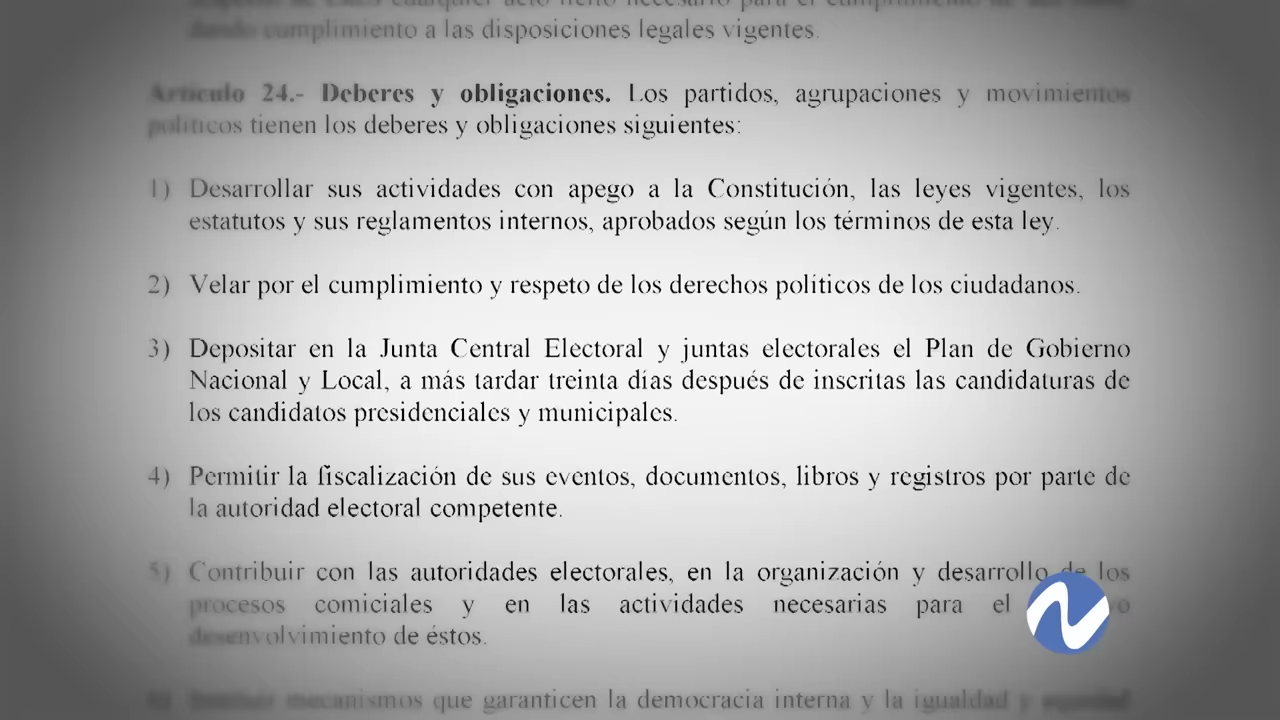 cumplimiento a las disposiciones legales vigentes.
Artículo 24.- Deberes y obligaciones. Los partidos, agrupaciones y movimientos
políticos tienen los deberes y obligaciones siguientes:
1) Desarrollar sus actividades con apego a la Constitución, las leyes vigentes, los
estatutos y sus reglamentos internos, aprobados según los términos de esta ley.
2) Velar por el cumplimiento y respeto de los derechos políticos de los ciudadanos.
3) Depositar en la Junta Central Electoral y juntas electorales el Plan de Gobierno
Nacional y Local, a más tardar treinta días después de inscritas las candidaturas de
los candidatos presidenciales y municipales.
4) Permitir la fiscalización de sus eventos, documentos, libros y registros por parte de
la autoridad electoral competente.
5) Contribuir con las autoridades electorales, en la organización y desarrollo de los
procesos comiciales y en las actividades necesarias para el
desenvolvimiento de éstos.
mecanismos que garanticen la democracia interna y la igualdad y